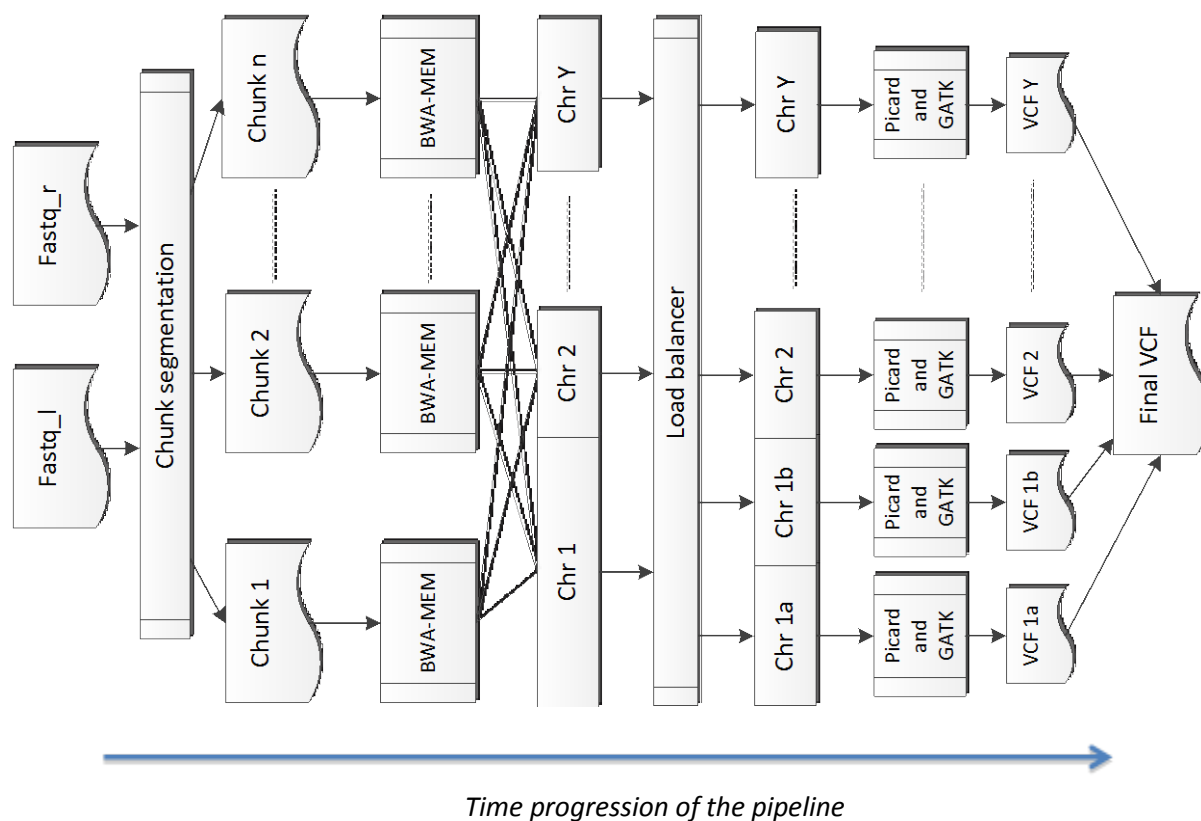 Fastq_r
Fastq_l
Chunk segmentation
Chunk n
Chunk 2
Chunk 1
BWA-MEM
BWA-MEM
BWA-MEM
Chr Y
Chr 2
Chr 1
Load balancer
Chr Y
Chr 2
Chr 1b
Chr 1a
Picard
and
GATK
Picard
and
GATK
Picard
and
GATK
Picard
and
GATK
VCF Y
VCF 2
VCF 1b
VCF 1a
Final VCF
Time progression of the pipeline